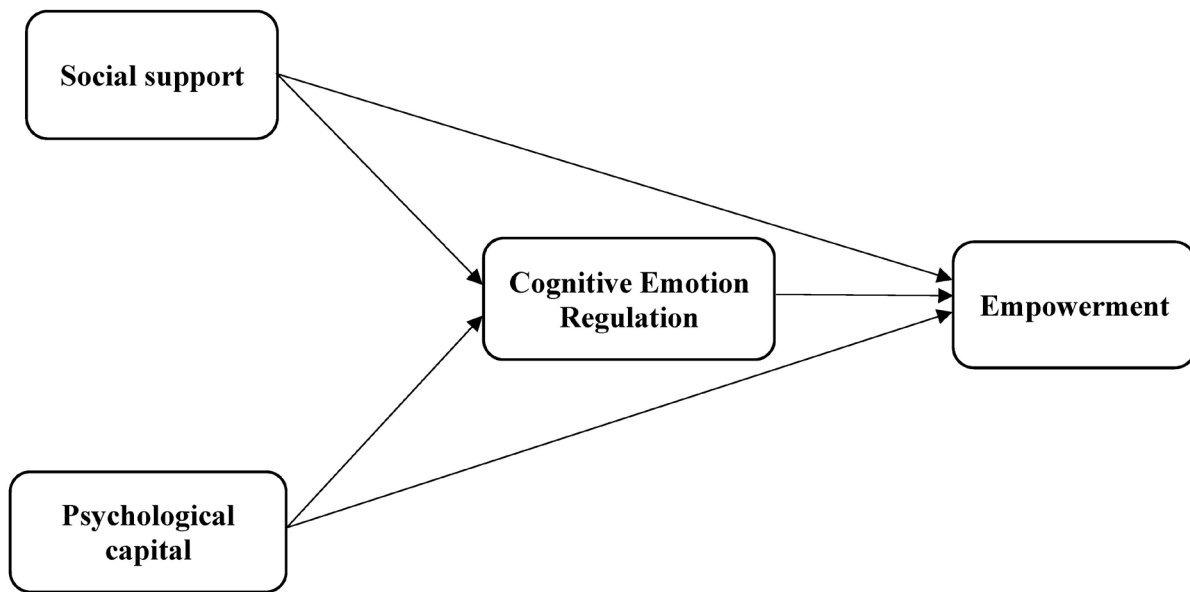 Social support
Cognitive Emotion
Regulation
Empowerment
Psychological
capital